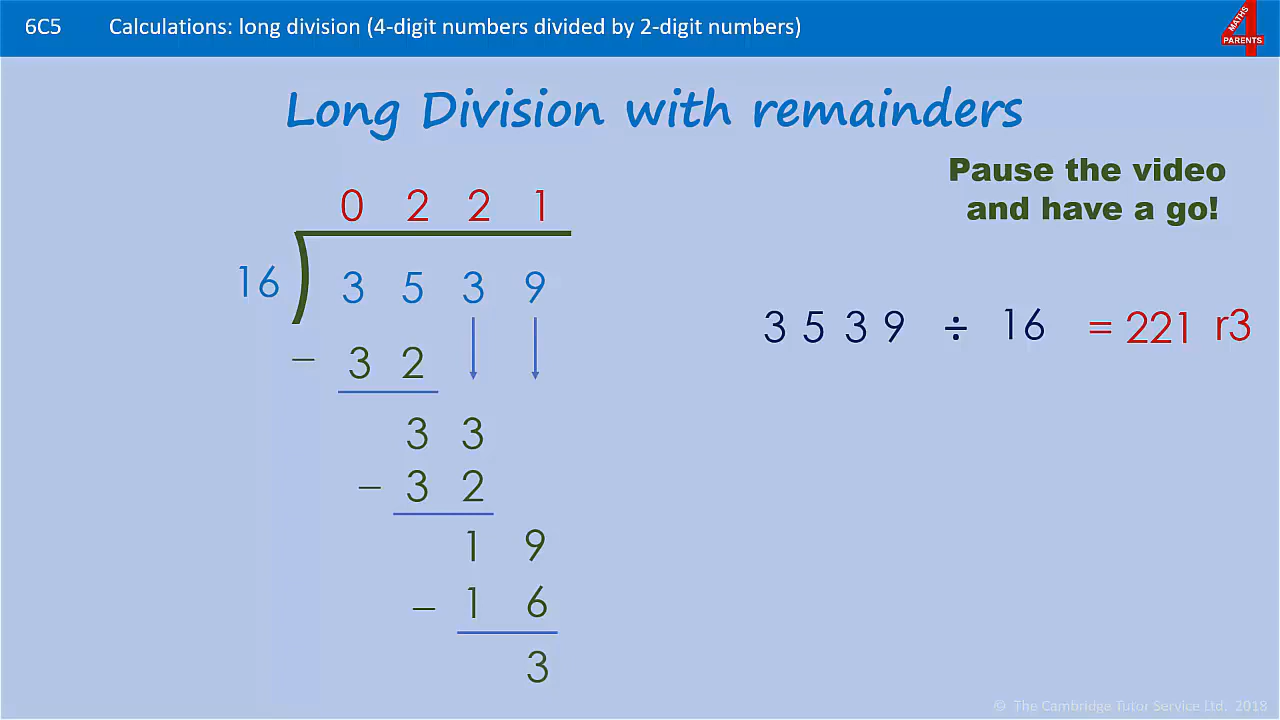 6C5 Calculations: long division (4-digit numbers divided by 2-digit numbers)
MATHS 4 PARENTS
Long Division with remainders
Pause the video
and have a go!
0 2 2 1
16 3 5 3 9
3 5 3 9 ÷ 16 = 221 r3
− 3 2
3 3
− 3 2
1 9
− 1 6
3
© The Cambridge Tutor Service Ltd. 2018